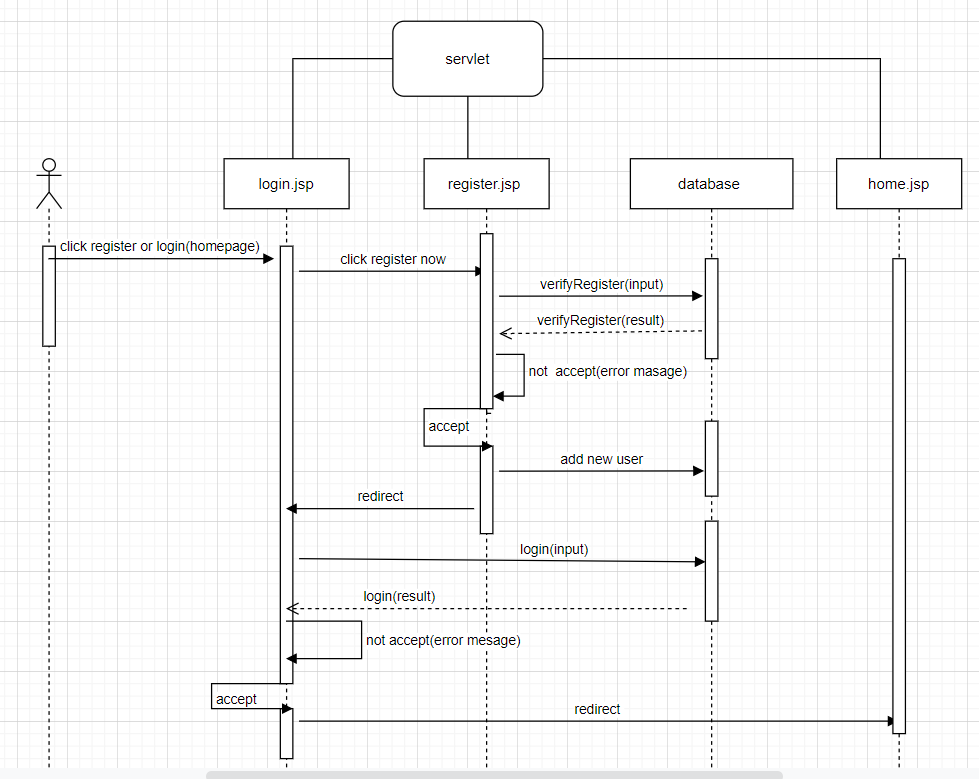 servlet
login.jsp
register.jsp
database
home.jsp
click register or login(homepage)
click register now
verifyRegister(input)
verifyRegister(result)
not accept(error masage)
accept
add new user
redirect
login(input)
login(result)
not accept(error mesage)
accept
redirect